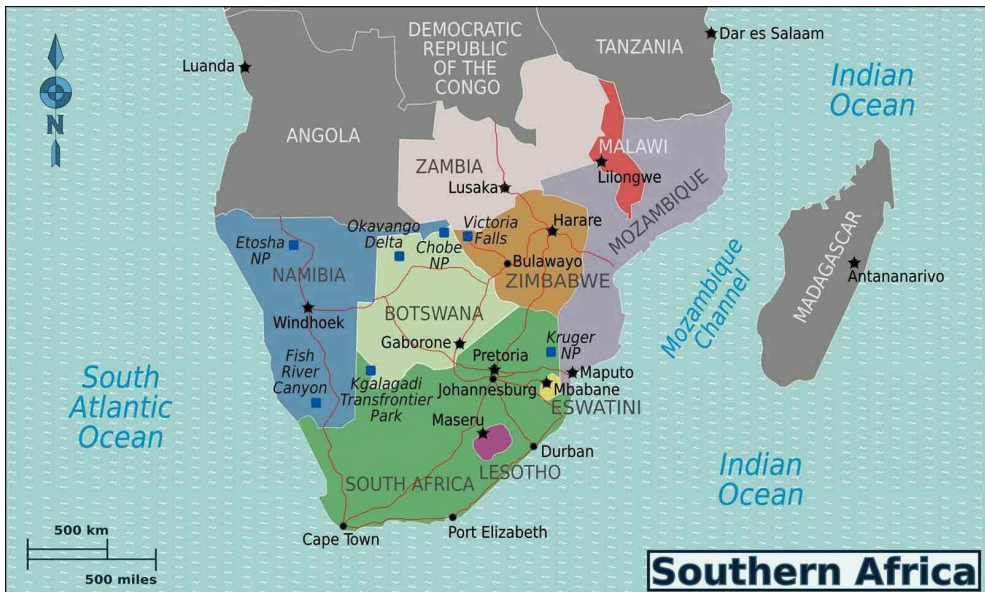 DEMOCRATIC
REPUBLIC
OF THE
CONGO
TANZANIA
Dar es Salaam
Luanda
Indian
Ocean
N
ANGOLA
MALAWI
ZAMBIA
Lilongwe
Lusaka
MOZAMBIQUE
Okavango
Delta
Victoria
Falls
Harare
Etosha
NP
Chobe
NP
MADAGASCAR
NAMIBIA
Bulawayo
ZIMBABWE
Antananarivo
Mozambique
Channel
BOTSWANA
Windhoek
Gaborone
Kruger
NP
Pretoria
Fish
River
Canyon
Maputo
South
Atlantic
Ocean
Kgalagadi
Transfrontier
Park
Johannesburg
Mbabane
ESWATINI
Maseru
Durban
LESOTHO
Indian
Ocean
SOUTH AFRICA
Cape Town
Port Elizabeth
500 km
500 miles
Southern Africa